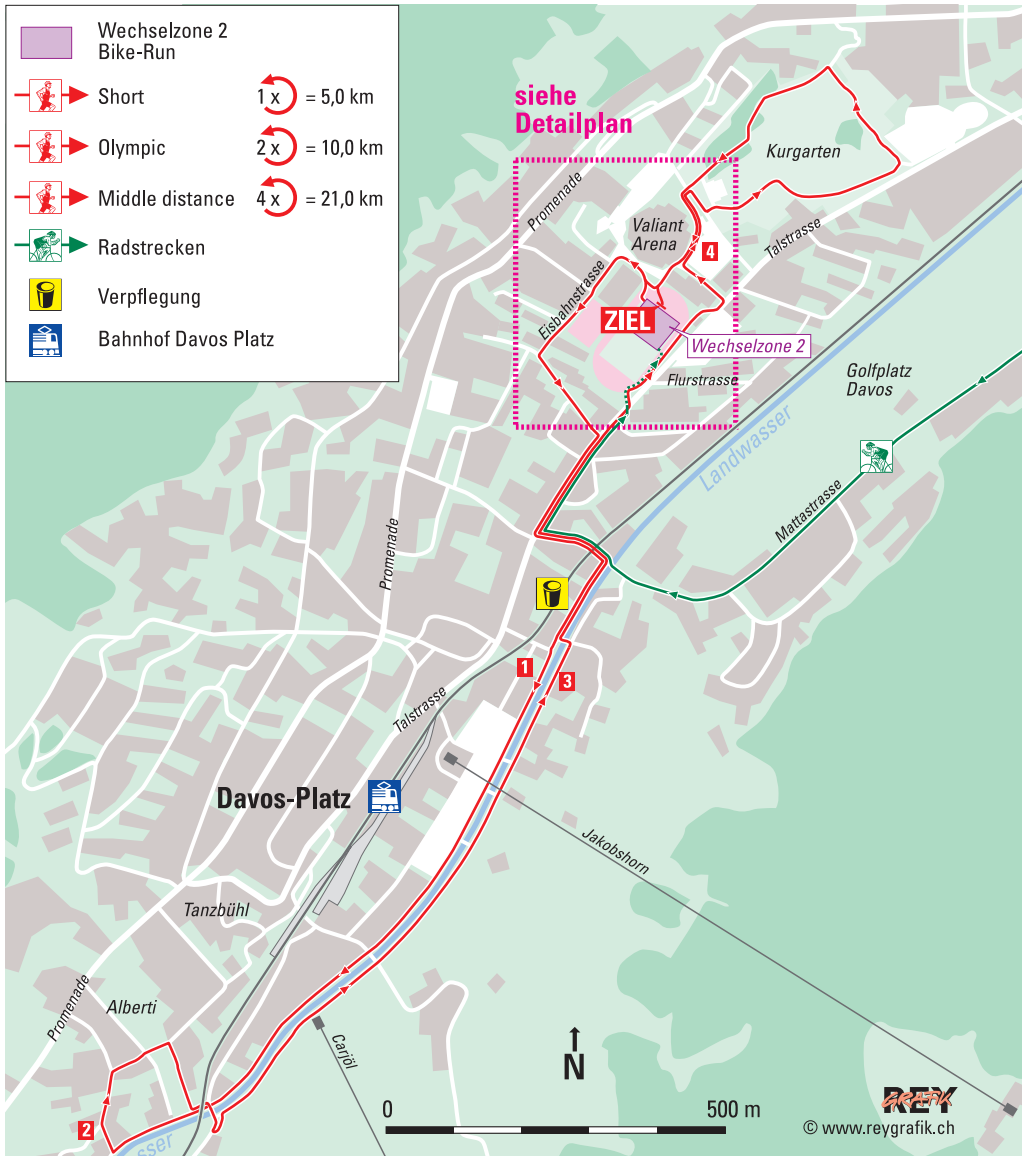 Wechselzone 2
Bike-Run
Short 1 x = 5,0 km
Olympic 2 x = 10,0 km
Middle distance 4 x = 21,0 km
Radstrecken
Verpflegung
Bahnhof Davos Platz
siehe
Detailplan
Kurgarten
Promenade
Valiant
Arena
4
Talstrasse
Eisbahnstrasse
ZIEL
Wechselzone 2
Flurstrasse
Golfplatz
Davos
Landwasser
Mattastrasse
Promenade
1
3
Talstrasse
Davos-Platz
Jakobshorn
Tanzbühl
Promenade
Alberti
Carjöl
N
2
sser
0 500 m
REY
GRAFIK
© www.reygrafik.ch